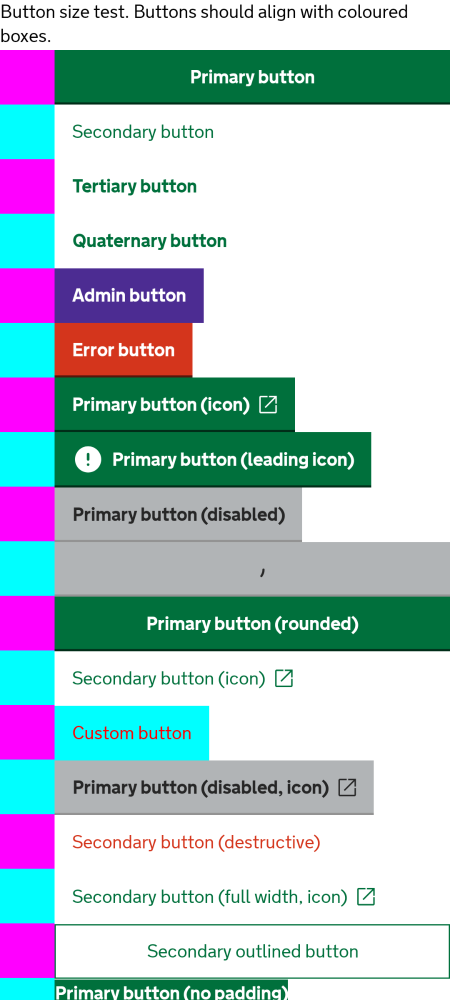 Button size test. Buttons should align with coloured
boxes.
Primary button
Secondary button
Tertiary button
Quaternary button
Admin button
Error button
Primary button (icon)
Primary button (leading icon)
Primary button (disabled)
Primary button (rounded)
Secondary button (icon)
Custom button
Primary button (disabled, icon)
Secondary button (destructive)
Secondary button (full width, icon)
Secondary outlined button
Primary button (no padding)